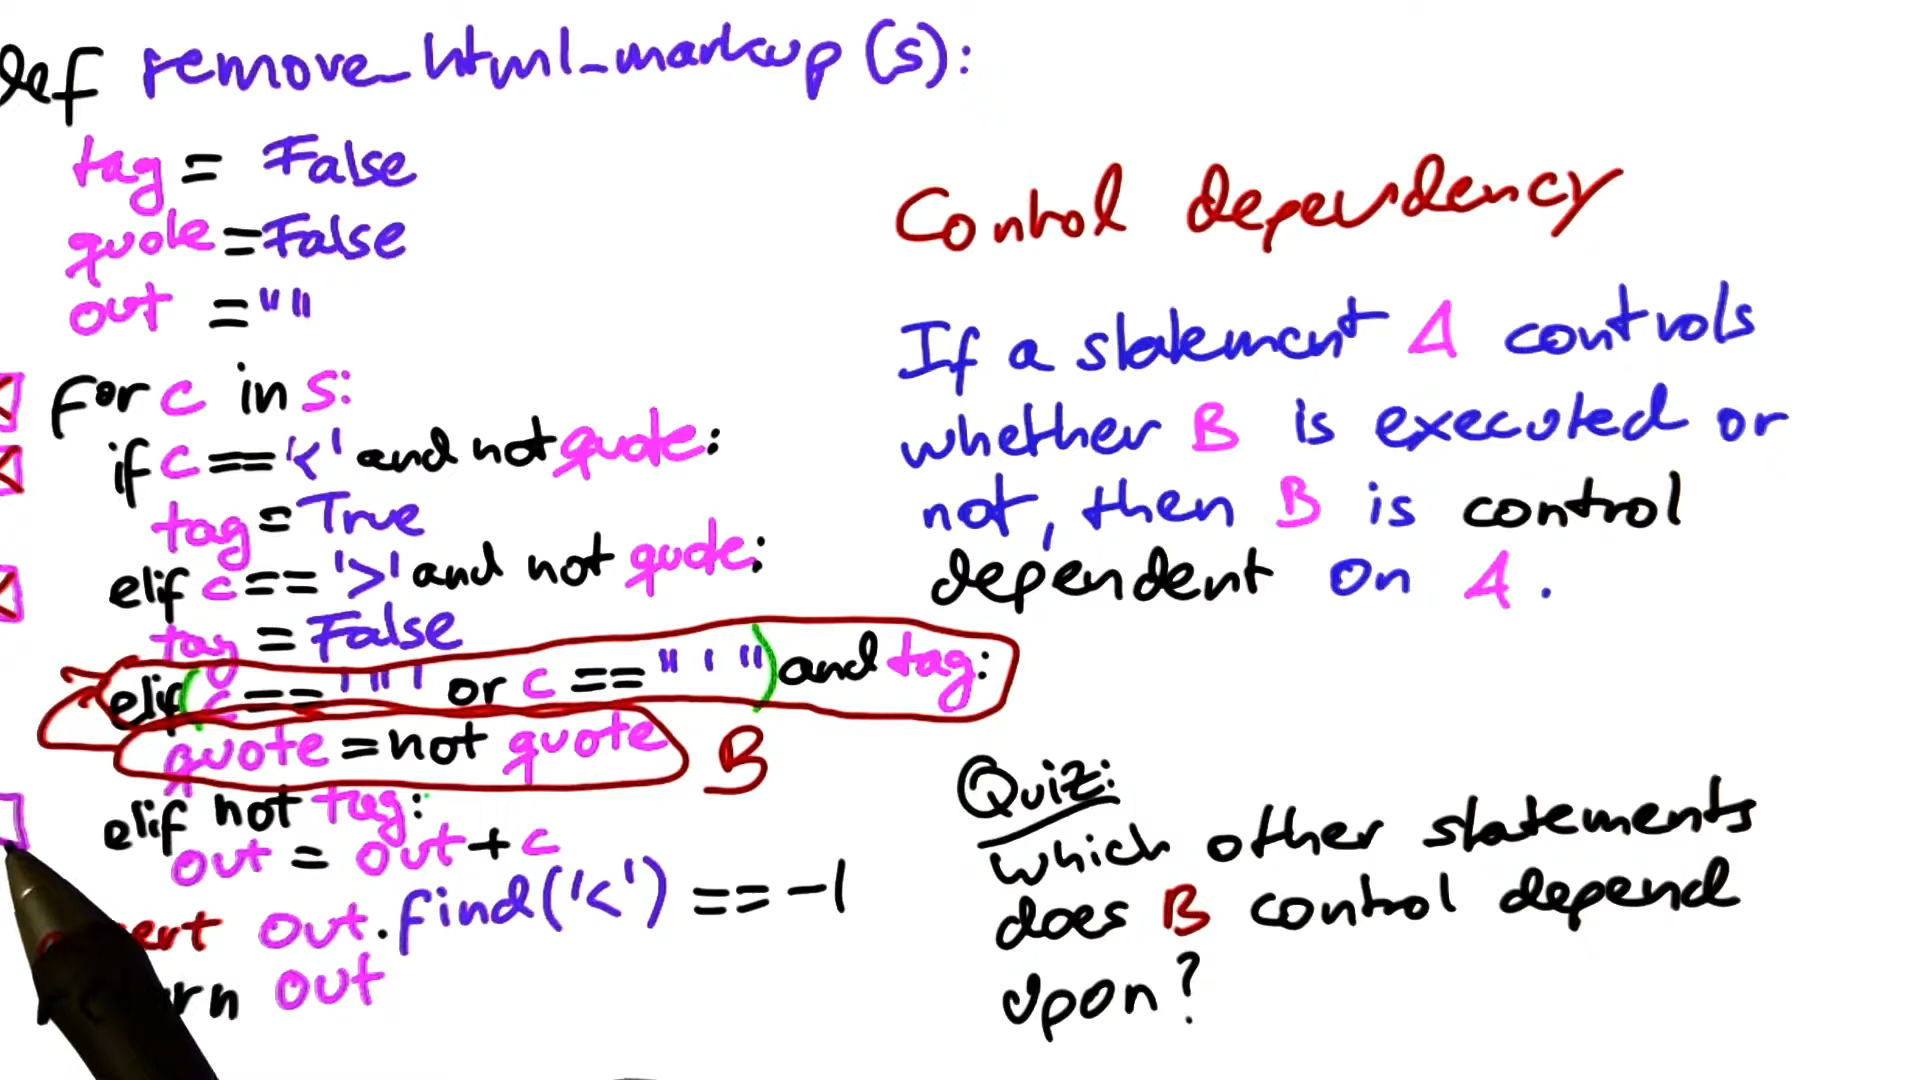 def remove_html_markup(s):
tag = False
quote = False
out = ""
for c in s:
if c == '<' and not quote:
tag = True
elif c == '>' and not quote:
tag = False
elif (c == '"' or c == "'") and tag:
quote = not quote
B
elif not tag:
out = out + c
out.find('<') == -1
out
Control dependency
If a statement A controls
whether B is executed or
not, then B is control
dependent on A.
Quiz:
Which other statements
does B control depend
upon?